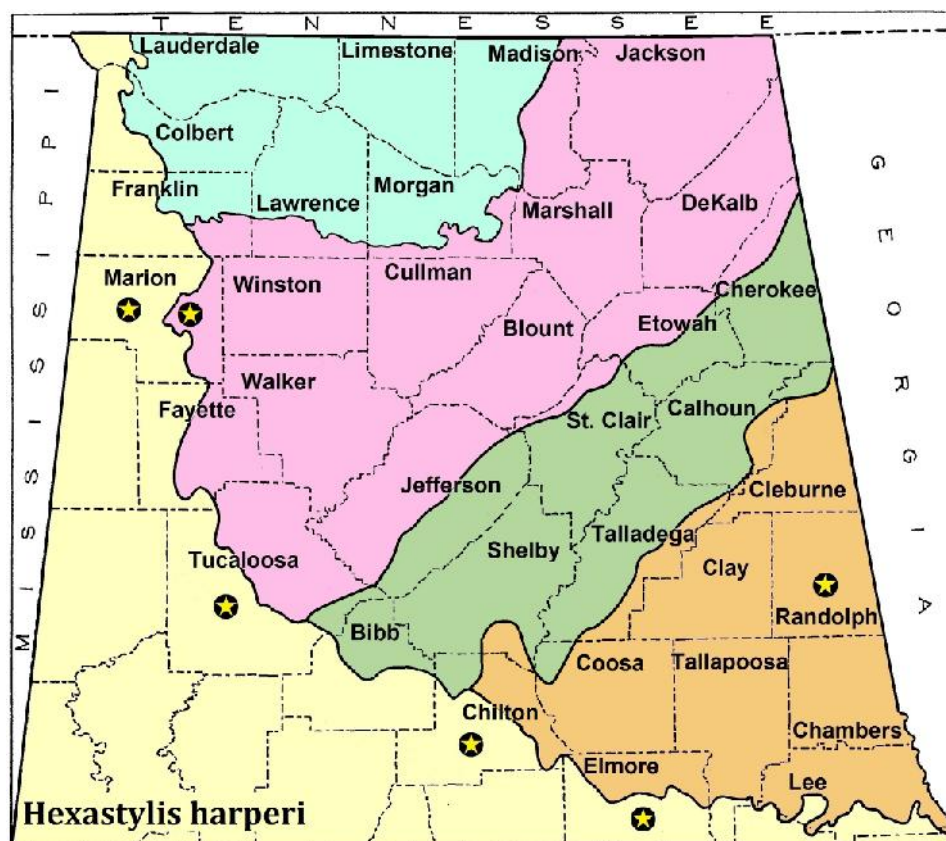 T E N N E S S E E
Lauderdale
Limestone
Madison
Jackson
Colbert
Franklin
Lawrence
Morgan
Marshall
DeKalb
Marion
Winston
Cullman
Cherokee
Blount
Etowah
Walker
Fayette
St. Clair
Calhoun
Jefferson
Cleburne
Tucaloosa
Shelby
Talladega
Clay
Randolph
Bibb
Coosa
Tallapoosa
Chilton
Chambers
Elmore
Lee
M I S S I S S I P P I
G E O R G I A
Hexastylis harperi